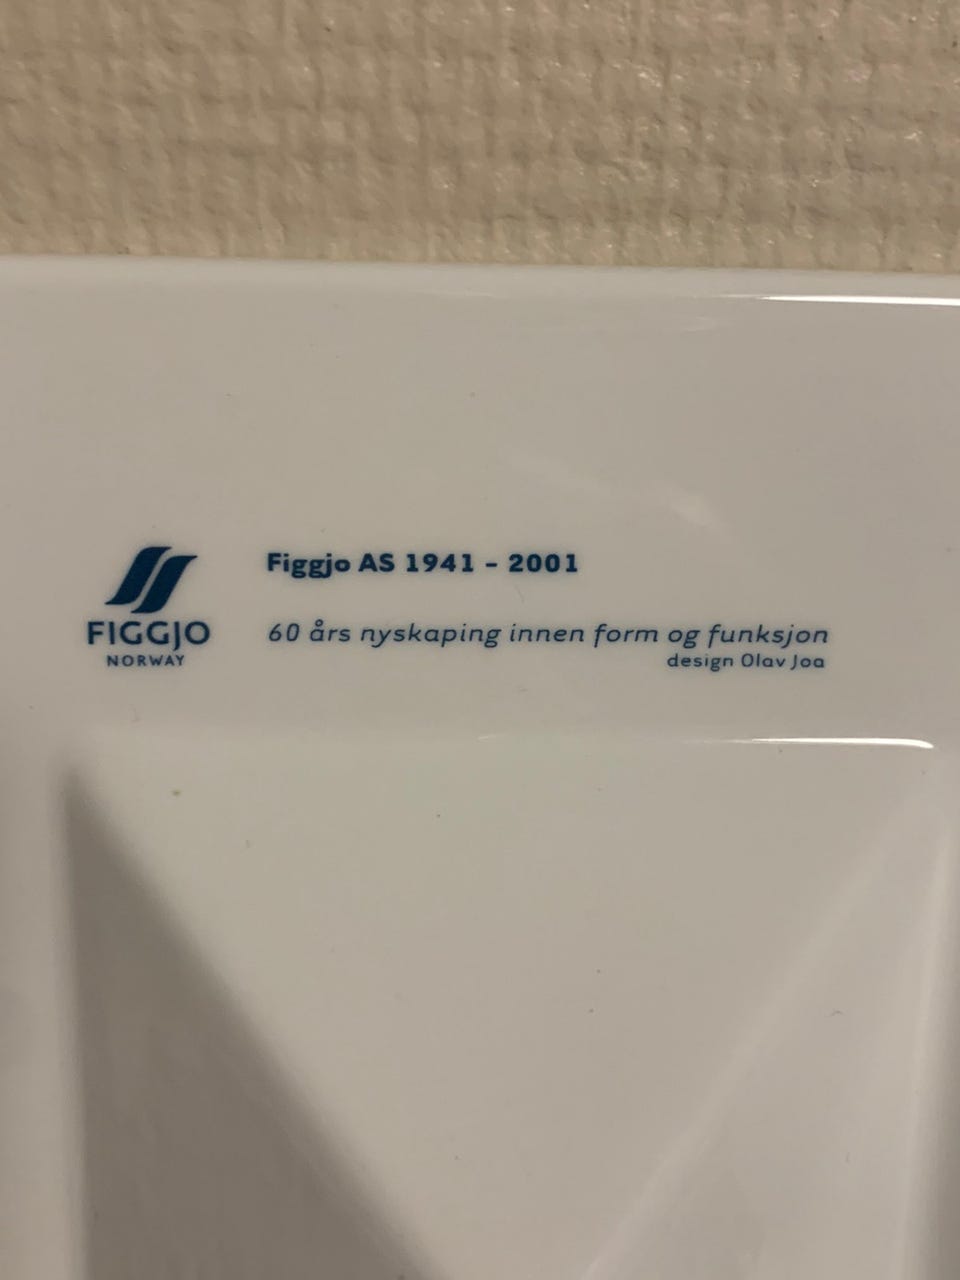 FIGGJO
NORWAY
Figgjo AS 1941 - 2001
60 års nyskaping innen form og funksjon
design Olav Joa